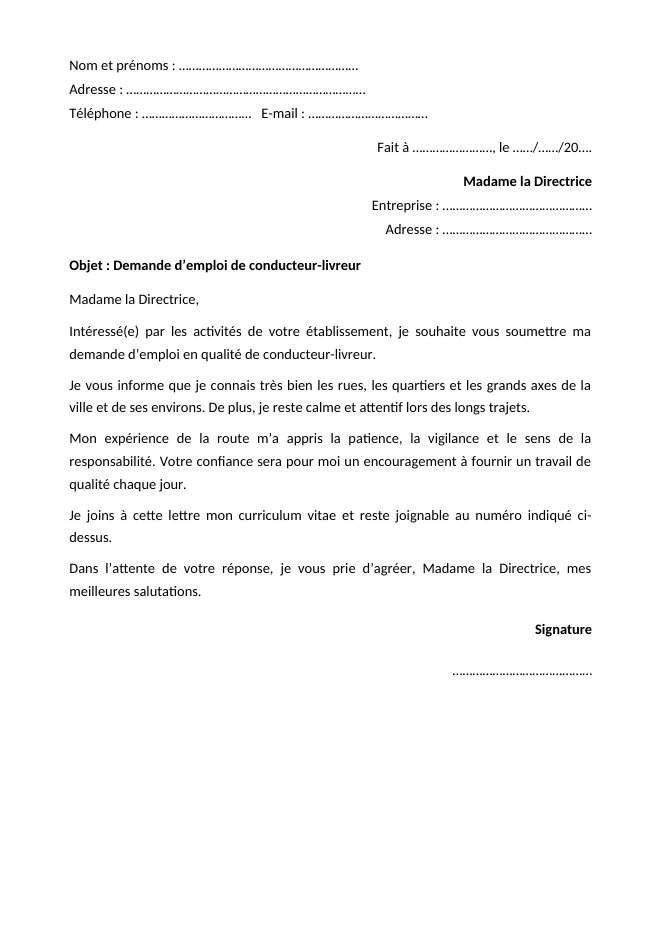 Nom et prénoms : ………………………………………………
Adresse : ………………………………………………………………
Téléphone : …………………………… E-mail : ………………………………
Fait à ……………………, le ……/……/20….
Madame la Directrice
Entreprise : ………………………………………
Adresse : ………………………………………
Objet : Demande d’emploi de conducteur-livreur
Madame la Directrice,
Intéressé(e) par les activités de votre établissement, je souhaite vous soumettre ma
demande d’emploi en qualité de conducteur-livreur.
Je vous informe que je connais très bien les rues, les quartiers et les grands axes de la
ville et de ses environs. De plus, je reste calme et attentif lors des longs trajets.
Mon expérience de la route m’a appris la patience, la vigilance et le sens de la
responsabilité. Votre confiance sera pour moi un encouragement à fournir un travail de
qualité chaque jour.
Je joins à cette lettre mon curriculum vitae et reste joignable au numéro indiqué ci-
dessus.
Dans l’attente de votre réponse, je vous prie d’agréer, Madame la Directrice, mes
meilleures salutations.
Signature
……………………………………